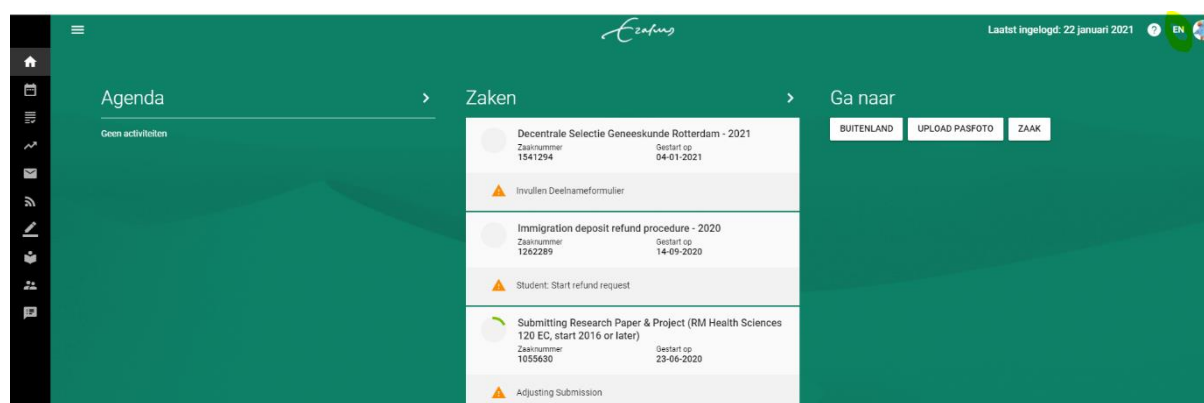 Erasmus
Laatst ingelogd: 22 januari 2021 ? EN
Agenda
Geen activiteiten
Zaken
Decentrale Selectie Geneeskunde Rotterdam - 2021
Zaaknummer Gestart op
1541294 04-01-2021
Invullen Deelnameformulier
Immigration deposit refund procedure - 2020
Zaaknummer Gestart op
1262289 14-09-2020
Student: Start refund request
Submitting Research Paper & Project (RM Health Sciences
120 EC, start 2016 or later)
Zaaknummer Gestart op
1055630 23-06-2020
Adjusting Submission
Ga naar
BUITENLAND UPLOAD PASFOTO ZAAK